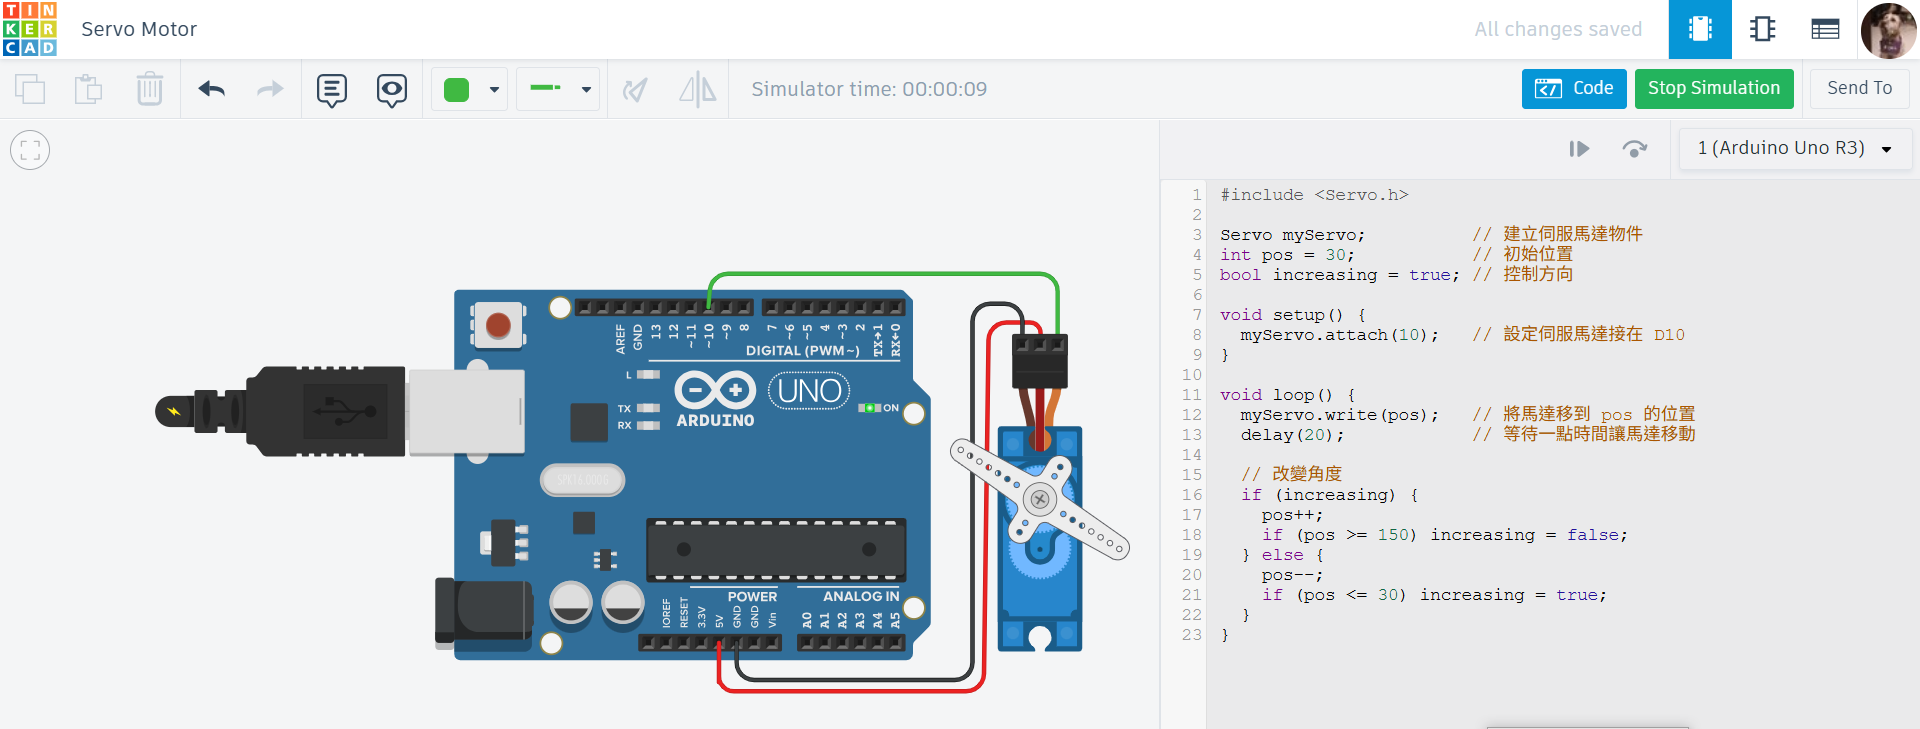 TINKERCAD
Servo Motor
All changes saved
Simulator time: 00:00:09
Code
Stop Simulation
Send To
1 (Arduino Uno R3)
AREF
GND
13
12
~11
~10
~9
8
7
~6
~5
4
~3
2
TX→1
RX←0
DIGITAL (PWM~)
L
TX
RX
ARDUINO
UNO
ON
SPK16.000G
POWER
ANALOG IN
IOREF
RESET
3.3V
5V
GND
GND
Vin
A0
A1
A2
A3
A4
A5
1 #include <Servo.h>
2
3 Servo myServo; // 建立伺服馬達物件
4 int pos = 30; // 初始位置
5 bool increasing = true; // 控制方向
6
7 void setup() {
8 myServo.attach(10); // 設定伺服馬達接在 D10
9 }
10
11 void loop() {
12 myServo.write(pos); // 將馬達移到 pos 的位置
13 delay(20); // 等待一點時間讓馬達移動
14
15 // 改變角度
16 if (increasing) {
17 pos++;
18 if (pos >= 150) increasing = false;
19 } else {
20 pos--;
21 if (pos <= 30) increasing = true;
22 }
23 }